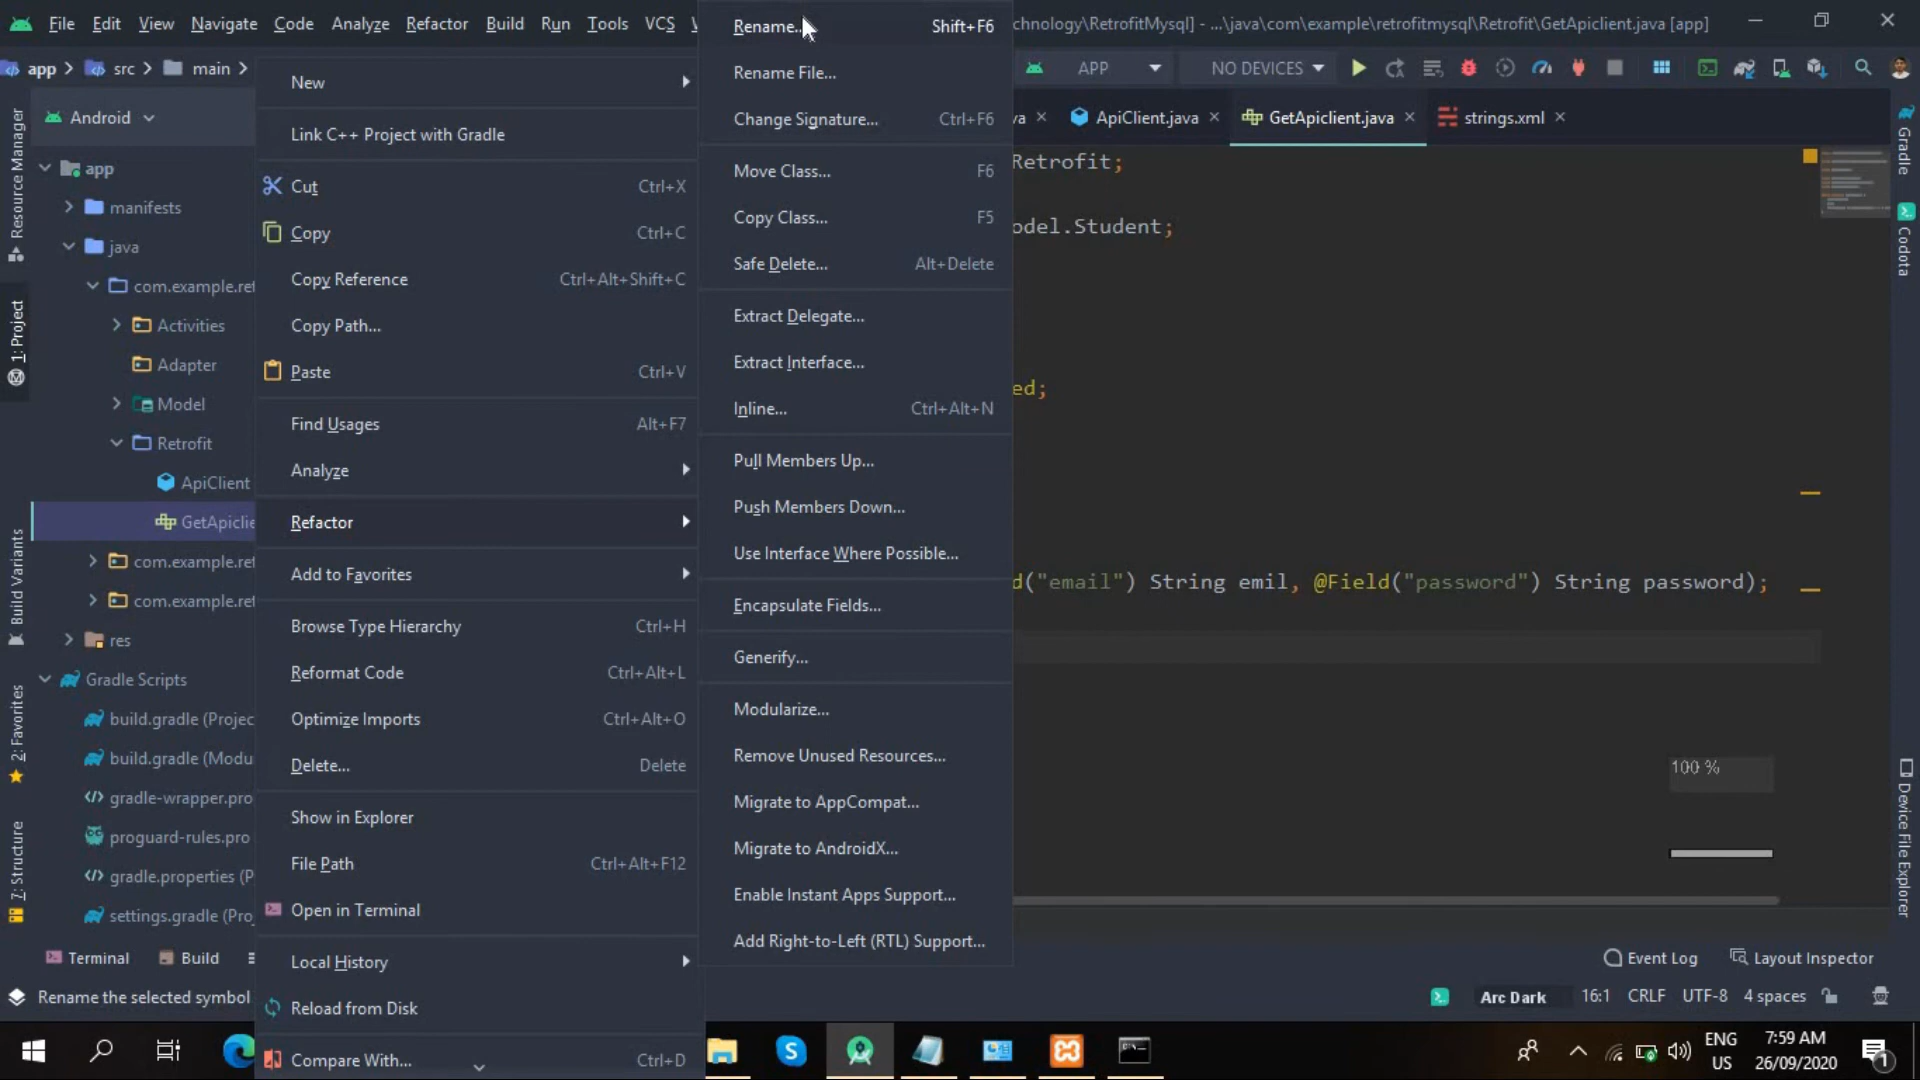 File Edit View Navigate Code Analyze Refactor Build Run Tools VCS
chnology\RetrofitMysql] - ...\java\com\example\retrofitmysql\Retrofit\GetApiclient.java [app]
app src main
APP NO DEVICES
Android
ApiClient.java GetApiclient.java strings.xml
Resource Manager
1: Project
Build Variants
2: Favorites
7: Structure
app
manifests
java
com.example.ret
Activities
Adapter
Model
Retrofit
ApiClient
GetApiclie
com.example.ret
com.example.ret
res
Gradle Scripts
build.gradle (Projec
build.gradle (Modu
gradle-wrapper.pro
proguard-rules.pro
gradle.properties (P
settings.gradle (Pro
New
Link C++ Project with Gradle
Cut Ctrl+X
Copy Ctrl+C
Copy Reference Ctrl+Alt+Shift+C
Copy Path...
Paste Ctrl+V
Find Usages Alt+F7
Analyze
Refactor
Add to Favorites
Browse Type Hierarchy Ctrl+H
Reformat Code Ctrl+Alt+L
Optimize Imports Ctrl+Alt+O
Delete... Delete
Show in Explorer
File Path Ctrl+Alt+F12
Open in Terminal
Local History
Reload from Disk
Compare With... Ctrl+D
Rename... Shift+F6
Rename File...
Change Signature... Ctrl+F6
Move Class... F6
Copy Class... F5
Safe Delete... Alt+Delete
Extract Delegate...
Extract Interface...
Inline... Ctrl+Alt+N
Pull Members Up...
Push Members Down...
Use Interface Where Possible...
Encapsulate Fields...
Generify...
Modularize...
Remove Unused Resources...
Migrate to AppCompat...
Migrate to AndroidX...
Enable Instant Apps Support...
Add Right-to-Left (RTL) Support...
Retrofit;
odel.Student;
ed;
d("email") String emil, @Field("password") String password);
100 %
Gradle
Codota
Device File Explorer
Terminal Build
Event Log Layout Inspector
Rename the selected symbol
Arc Dark 16:1 CRLF UTF-8 4 spaces
ENG
US
7:59 AM
26/09/2020
1